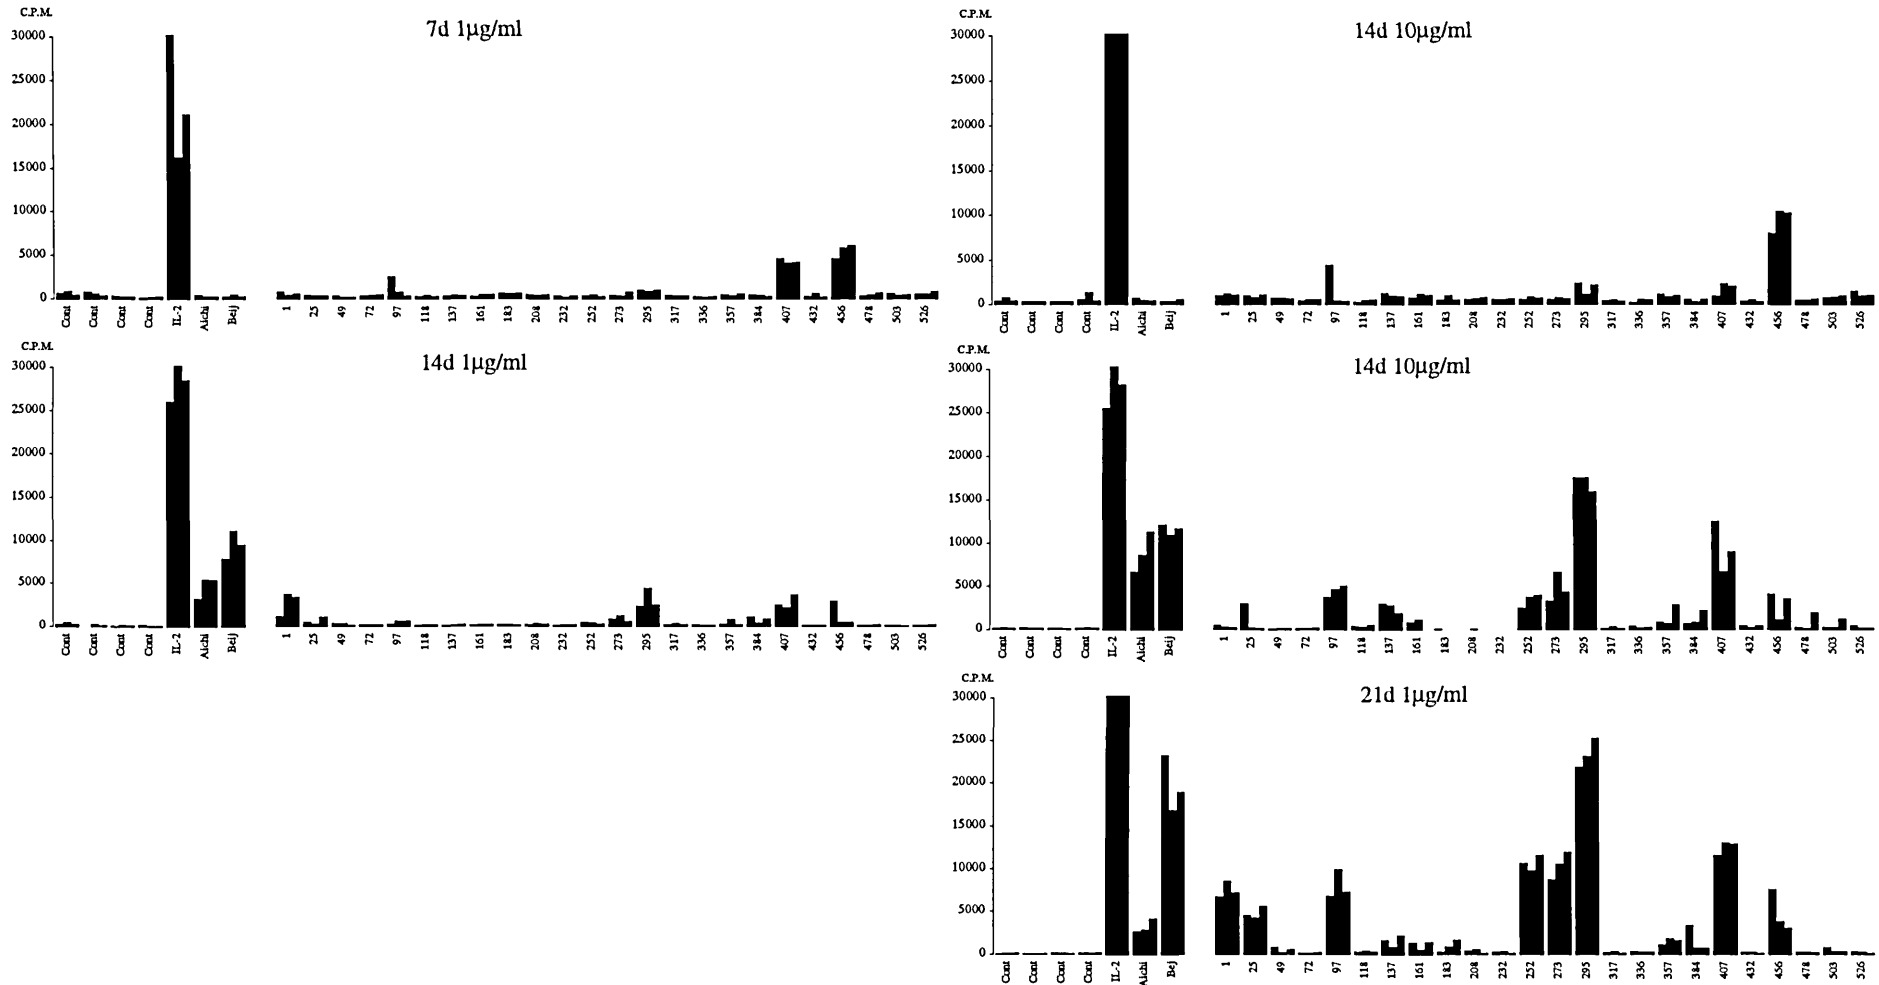 C.P.M.
7d 1µg/ml
30000
25000
20000
15000
10000
5000
0
Cont Cont Cont Cont IL-2 Aichi Beij 1 25 49 72 97 118 137 161 183 208 232 252 273 295 317 336 357 384 407 432 456 478 503 526
C.P.M.
14d 10µg/ml
30000
25000
20000
15000
10000
5000
0
Cont Cont Cont Cont IL-2 Aichi Beij 1 25 49 72 97 118 137 161 183 208 232 252 273 295 317 336 357 384 407 432 456 478 503 526
C.P.M.
14d 1µg/ml
30000
25000
20000
15000
10000
5000
0
Cont Cont Cont Cont IL-2 Aichi Beij 1 25 49 72 97 118 137 161 183 208 232 252 273 295 317 336 357 384 407 432 456 478 503 526
C.P.M.
14d 10µg/ml
30000
25000
20000
15000
10000
5000
0
Cont Cont Cont Cont IL-2 Aichi Beij 1 25 49 72 97 118 137 161 183 208 232 252 273 295 317 336 357 384 407 432 456 478 503 526
C.P.M.
21d 1µg/ml
30000
25000
20000
15000
10000
5000
0
Cont Cont Cont Cont IL-2 Aichi Bej 1 25 49 72 97 118 137 161 183 208 232 252 273 295 317 336 357 384 407 432 456 478 503 526